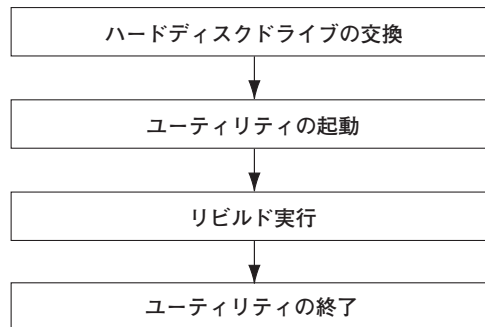 ハードディスクドライブの交換
ユーティリティの起動
リビルド実行
ユーティリティの終了